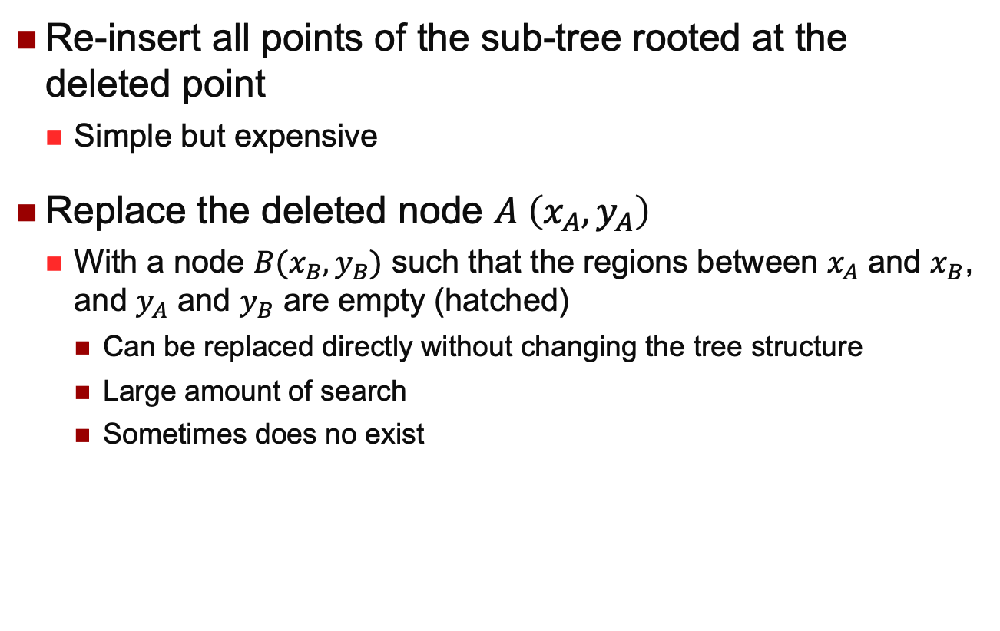 Re-insert all points of the sub-tree rooted at the
deleted point
Simple but expensive
Replace the deleted node A (x_A, y_A)
With a node B(x_B, y_B) such that the regions between x_A and x_B,
and y_A and y_B are empty (hatched)
Can be replaced directly without changing the tree structure
Large amount of search
Sometimes does no exist